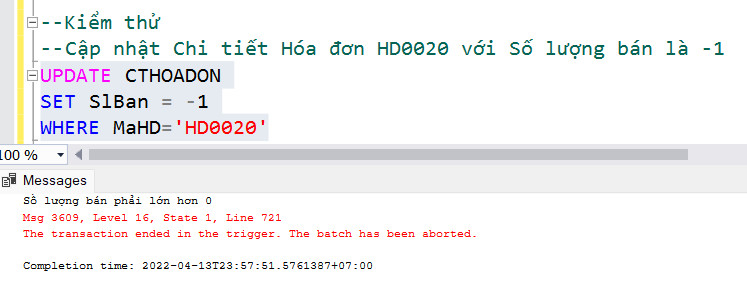 --Kiểm thử
--Cập nhật Chi tiết Hóa đơn HD0020 với Số lượng bán là -1
UPDATE CTHOADON
SET SlBan = -1
WHERE MaHD='HD0020'
100 %
Messages
Số lượng bán phải lớn hơn 0
Msg 3609, Level 16, State 1, Line 721
The transaction ended in the trigger. The batch has been aborted.
Completion time: 2022-04-13T23:57:51.5761387+07:00